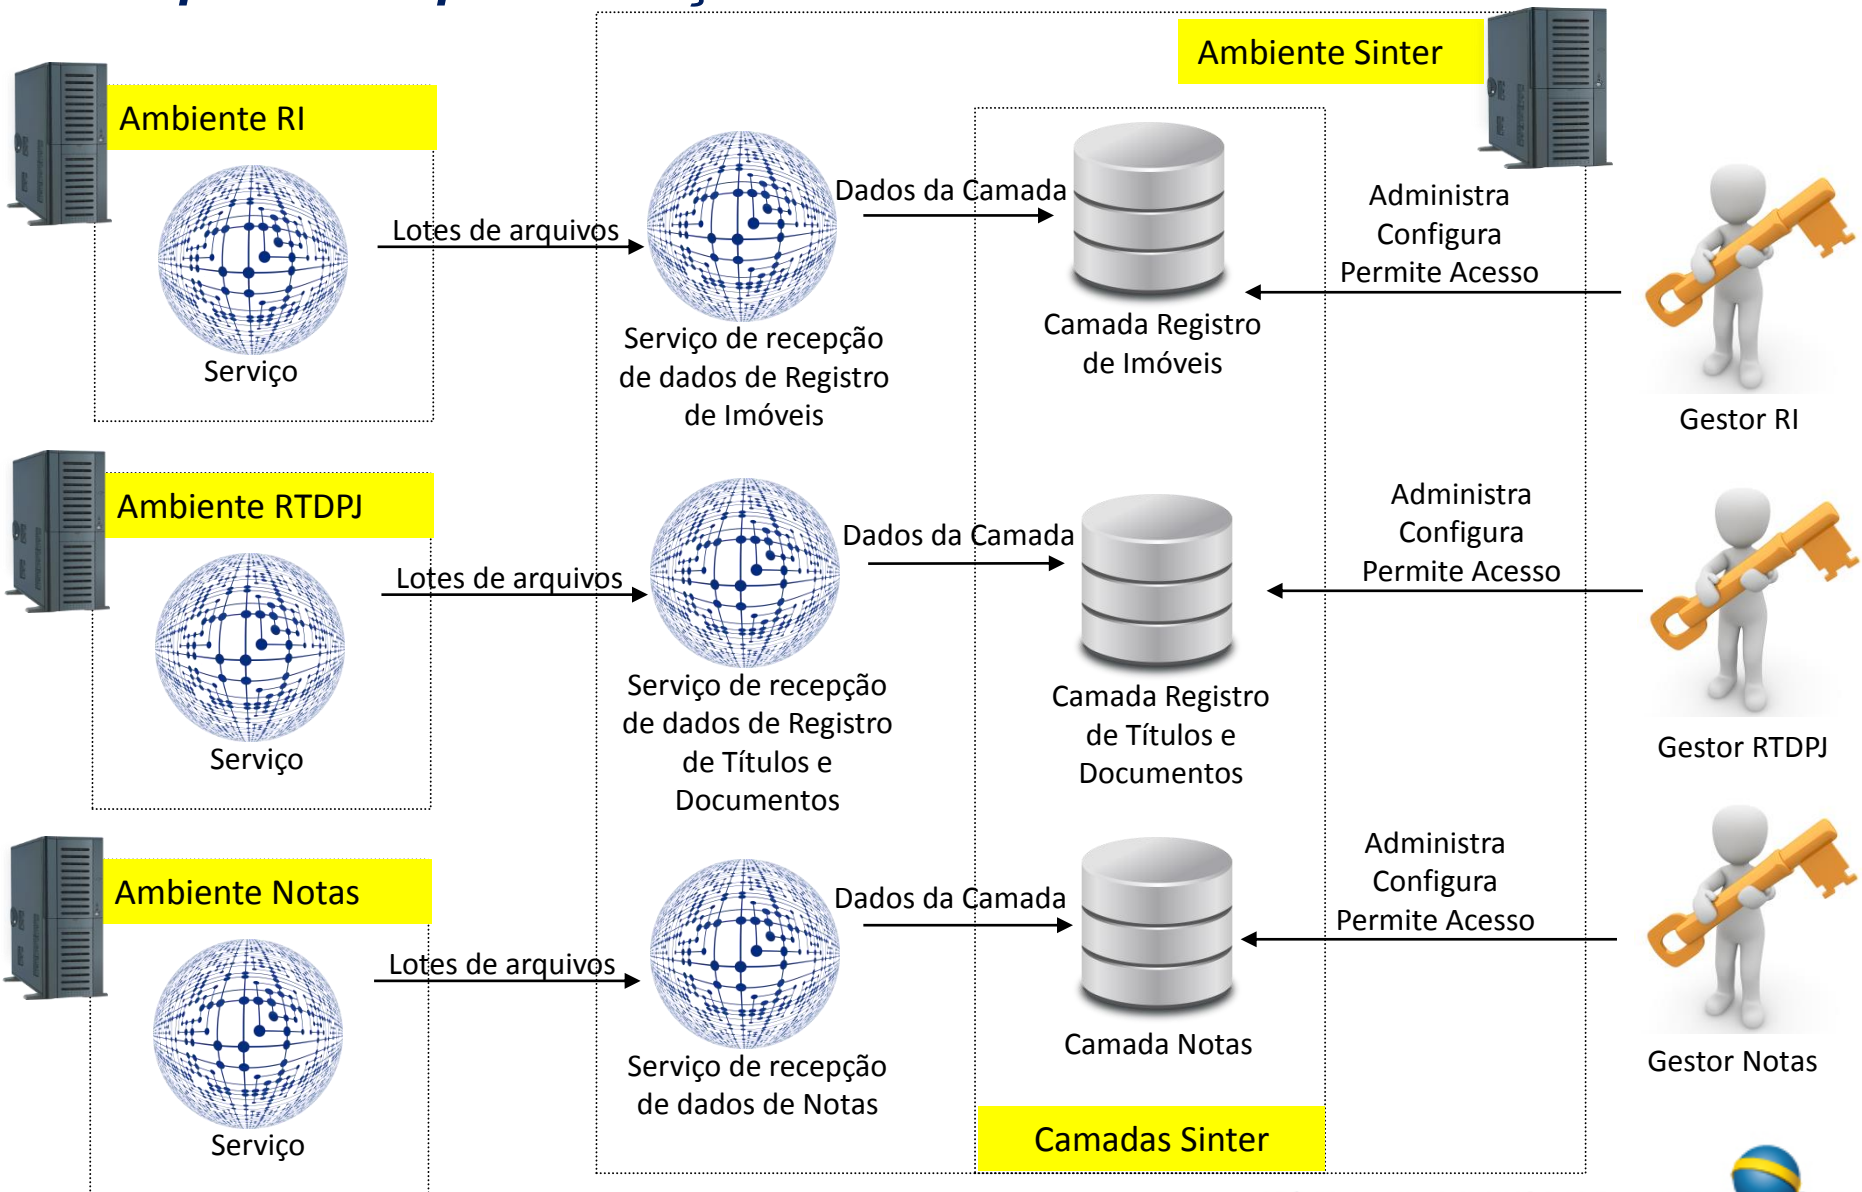 Ambiente Sinter
Ambiente RI
Serviço
Lotes de arquivos
Serviço de recepção
de dados de Registro
de Imóveis
Dados da Camada
Camada Registro
de Imóveis
Administra
Configura
Permite Acesso
Gestor RI
Ambiente RTDPJ
Serviço
Lotes de arquivos
Serviço de recepção
de dados de Registro
de Títulos e
Documentos
Dados da Camada
Camada Registro
de Títulos e
Documentos
Administra
Configura
Permite Acesso
Gestor RTDPJ
Ambiente Notas
Serviço
Lotes de arquivos
Serviço de recepção
de dados de Notas
Dados da Camada
Camada Notas
Administra
Configura
Permite Acesso
Gestor Notas
Camadas Sinter